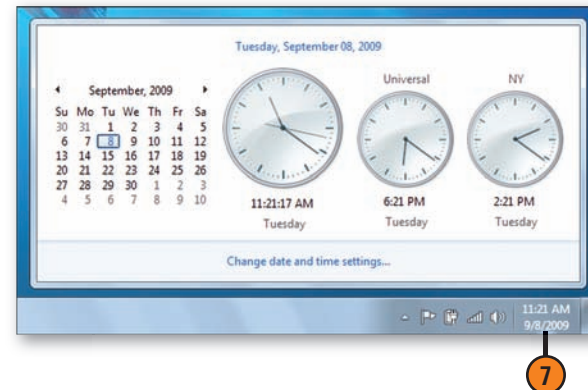 Tuesday, September 08, 2009
September, 2009
Su Mo Tu We Th Fr Sa
30 31 1 2 3 4 5
6 7 8 9 10 11 12
13 14 15 16 17 18 19
20 21 22 23 24 25 26
27 28 29 30 1 2 3
4 5 6 7 8 9 10
11:21:17 AM
Tuesday
Universal
6:21 PM
Tuesday
NY
2:21 PM
Tuesday
Change date and time settings...
11:21 AM
9/8/2009
7